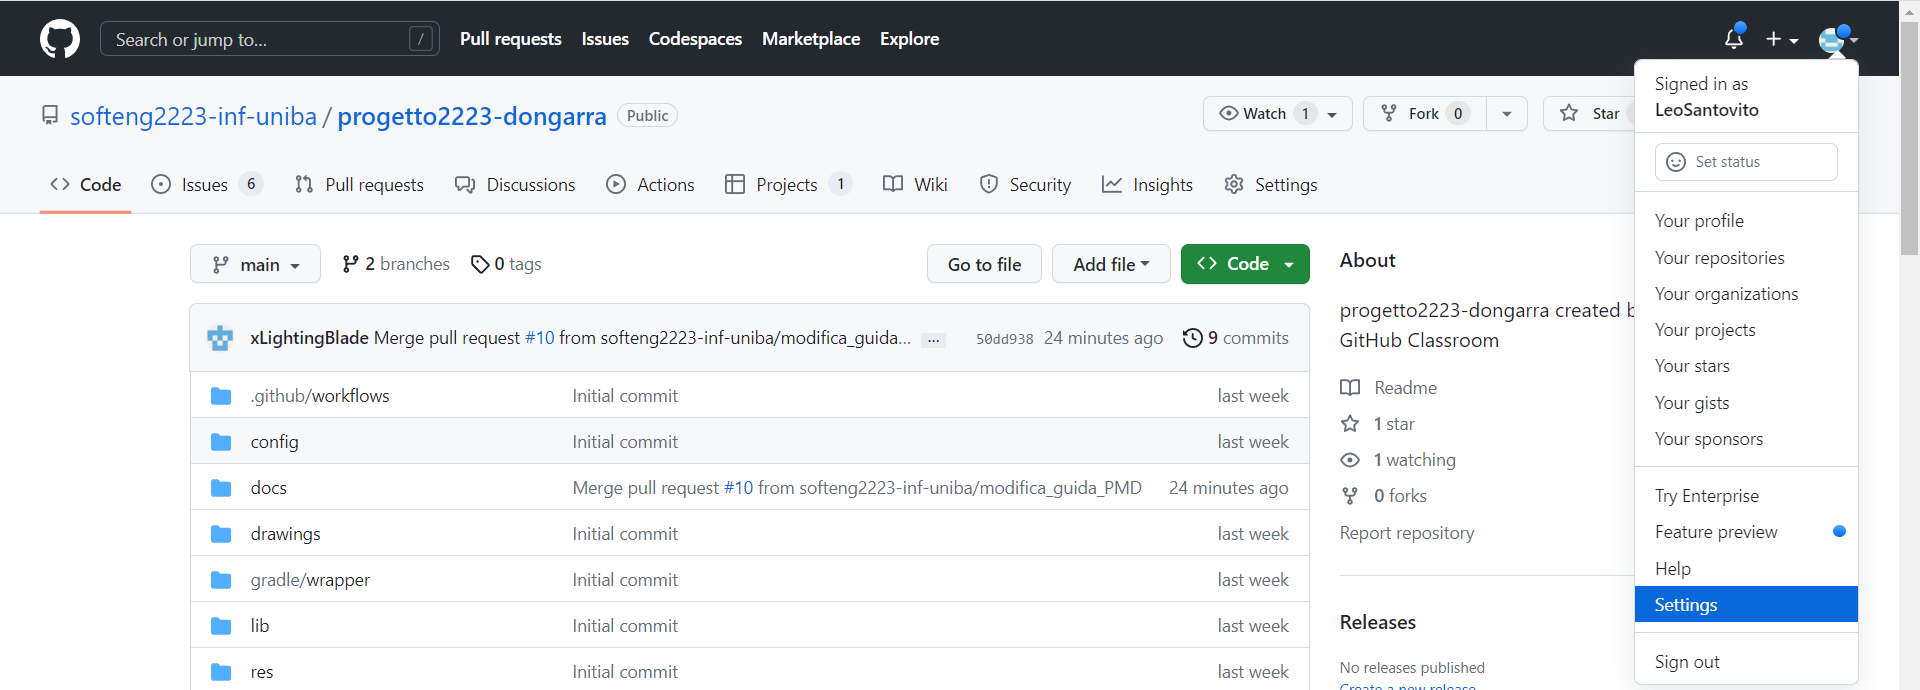 Search or jump to...
/
Pull requests
Issues
Codespaces
Marketplace
Explore
softeng2223-inf-uniba / progetto2223-dongarra
Public
Watch 1
Fork 0
Star
Code
Issues 6
Pull requests
Discussions
Actions
Projects 1
Wiki
Security
Insights
Settings
main
2 branches
0 tags
Go to file
Add file
Code
xLightingBlade Merge pull request #10 from softeng2223-inf-uniba/modifica_guida... ... 50dd938 24 minutes ago 9 commits
.github/workflows Initial commit last week
config Initial commit last week
docs Merge pull request #10 from softeng2223-inf-uniba/modifica_guida_PMD 24 minutes ago
drawings Initial commit last week
gradle/wrapper Initial commit last week
lib Initial commit last week
res Initial commit last week
About
progetto2223-dongarra created b
GitHub Classroom
Readme
1 star
1 watching
0 forks
Report repository
Releases
No releases published
Create a new release
Signed in as
LeoSantovito
Set status
Your profile
Your repositories
Your organizations
Your projects
Your stars
Your gists
Your sponsors
Try Enterprise
Feature preview
Help
Settings
Sign out